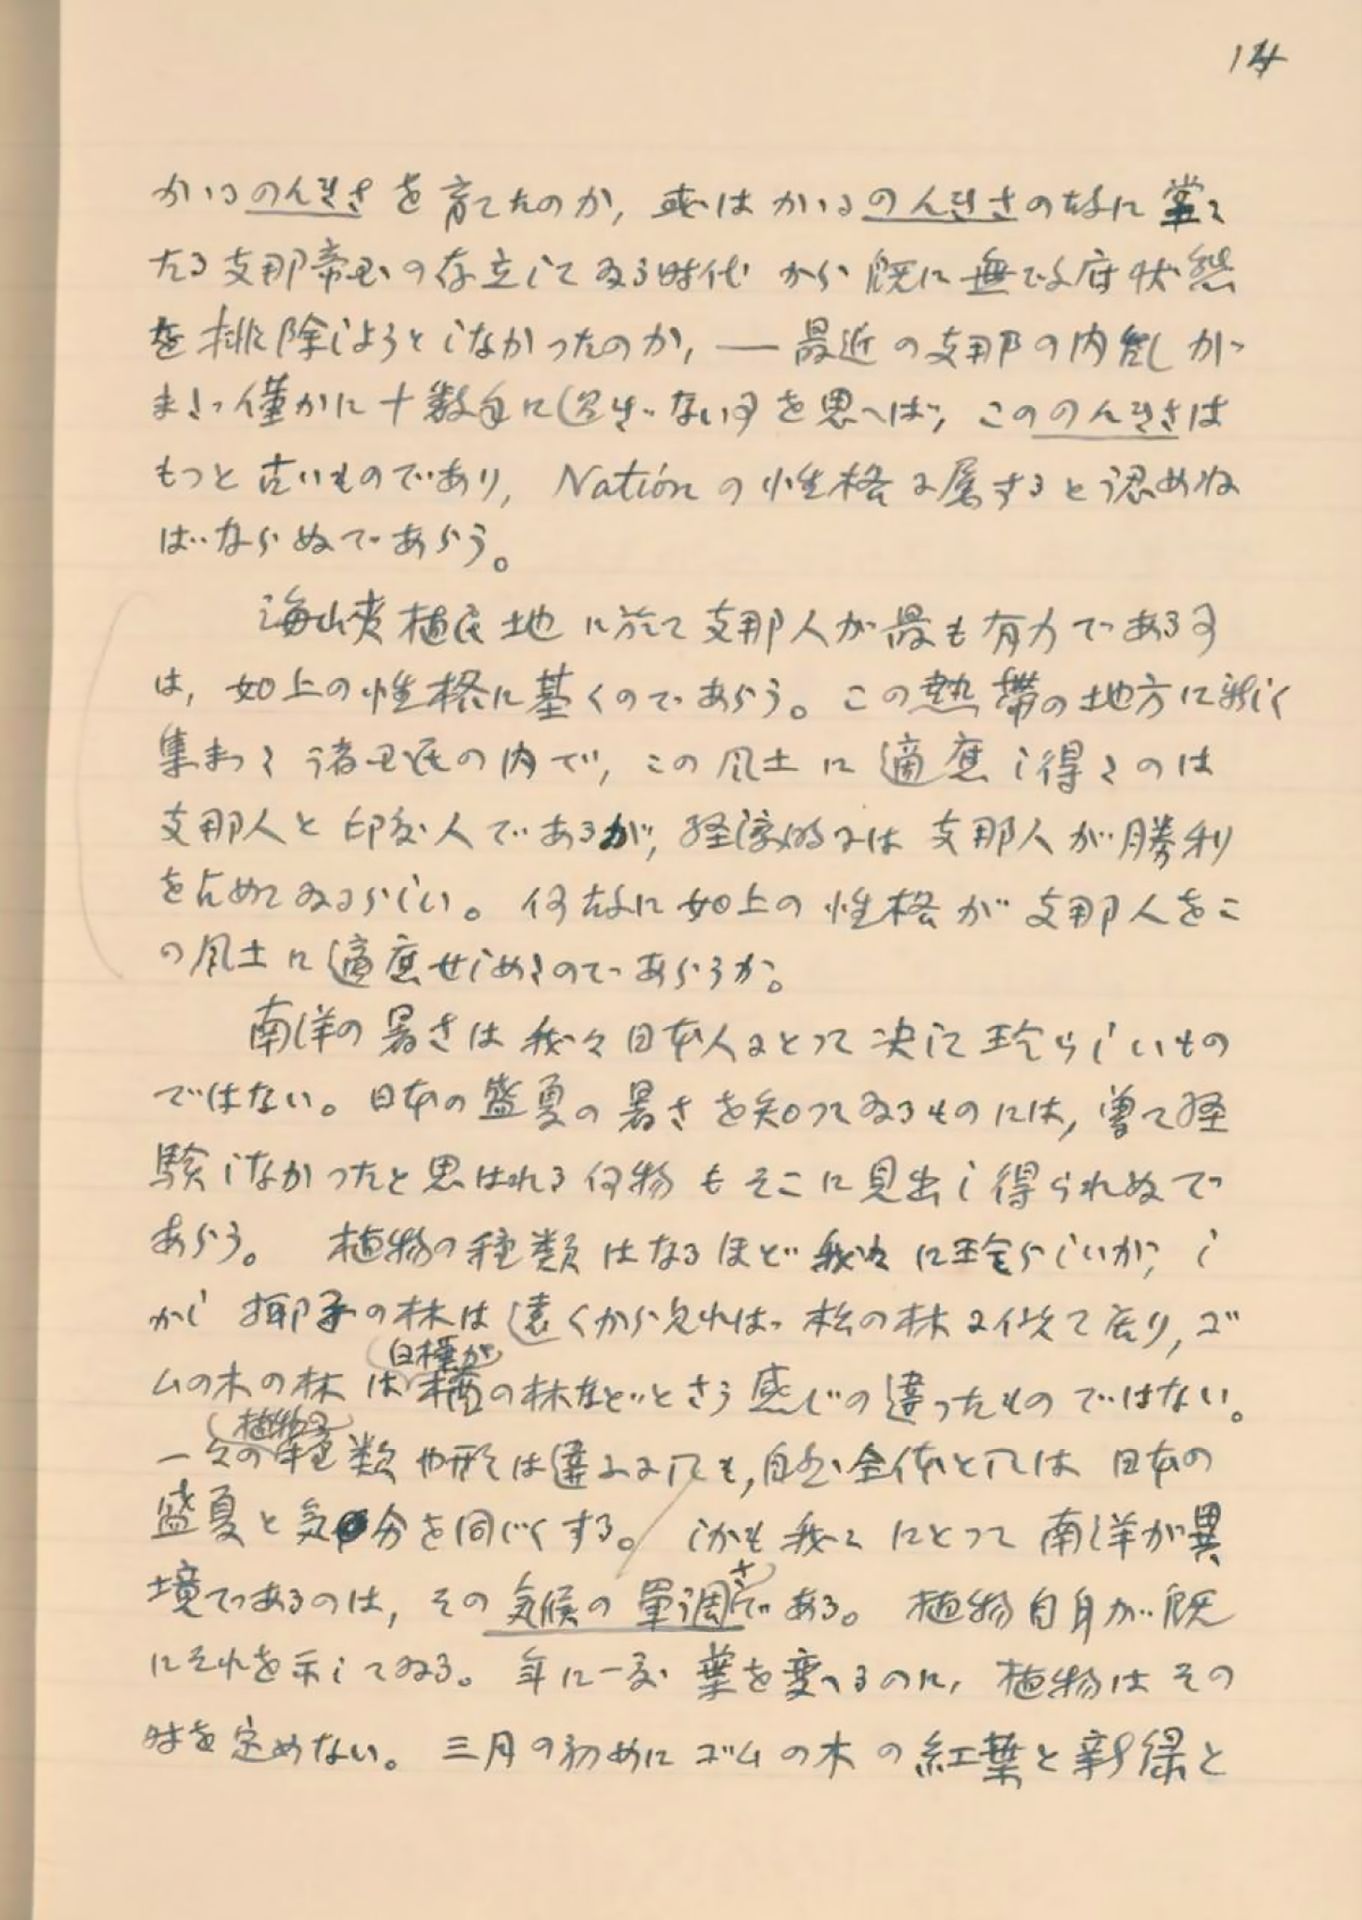 14
かゝるのんきさを育てたのか，或はかゝるのんきさの故に堂々
たる支那帝国の存立してゐる時代から既に無政府状態
を排除しようとしなかったのか，—最近の支那の内乱が
まだ僅かに十数年に過ぎない事を思へば，こののんきさは
もっと古いものであり，Nationの性格に属すると認めね
ばならぬであらう。
海峡植民地に於て支那人が最も有力である事
は，如上の性格に基くのであらう。この熱帯の地方に新しく
集まった諸国民の内で，この風土に適應し得たのは
支那人と印度人であるが，経済的には支那人が勝利
を占めてゐるらしい。何故に如上の性格が支那人をこ
の風土に適應せしめたのであらうか。
南洋の暑さは我々日本人にとって決して珍らしいもの
ではない。日本の盛夏の暑さを知ってゐるものには，曾て経
験しなかったと思はれる何物もそこに見出し得られぬで
あらう。植物の種類はなるほど我々に珍らしいが，し
かし椰子の林は遠くから見れば松の林に似て居り，ゴ
白樺が
ムの木の林は楢の林などとさう感じの違ったものではない。
植物の
一々の種類や形は違ふにしても，自然全体としては日本の
盛夏と気分を同じくする。しかも我々にとって南洋が異
境であるのは，その気候の単調さである。植物自身が既
にそれを示してゐる。年に一度葉を変へるのに，植物はその
時を定めない。三月の初めにゴムの木の紅葉と新緑と